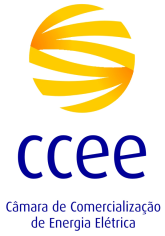 ccee
Câmara de Comercialização
de Energia Elétrica